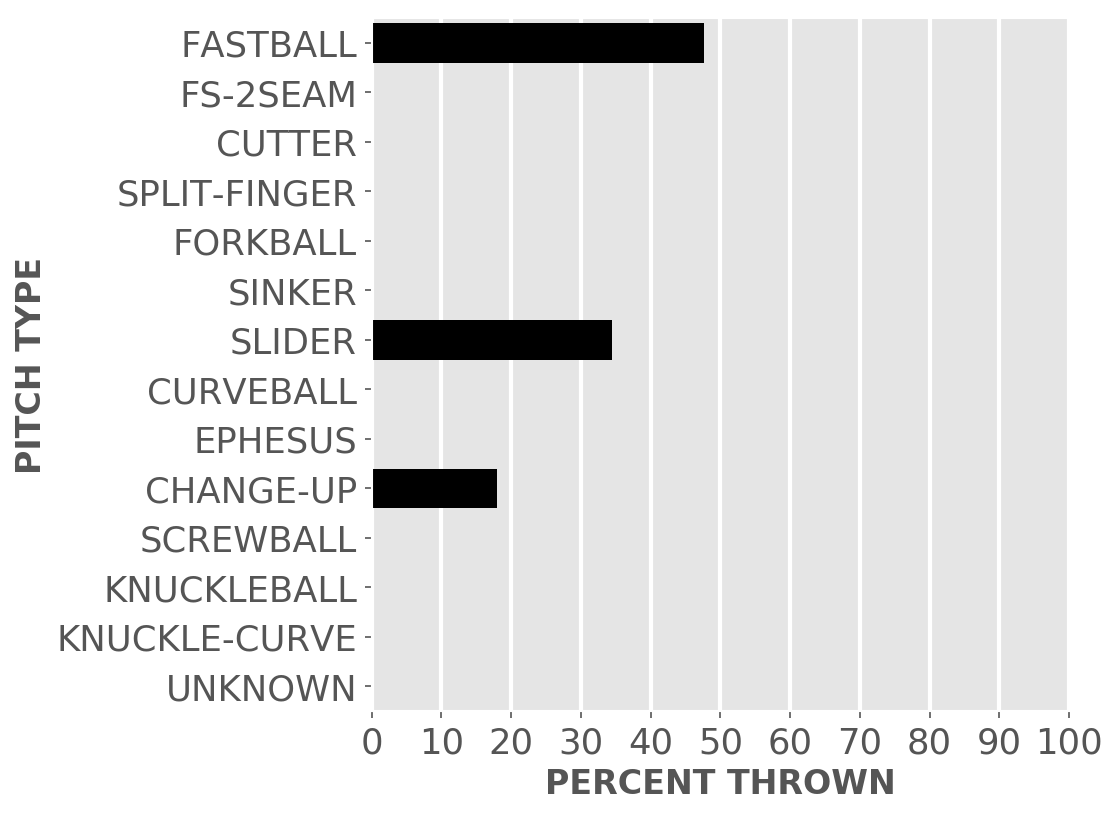 FASTBALL
FS-2SEAM
CUTTER
SPLIT-FINGER
FORKBALL
SINKER
SLIDER
CURVEBALL
EPHESUS
CHANGE-UP
SCREWBALL
KNUCKLEBALL
KNUCKLE-CURVE
UNKNOWN
PITCH TYPE
0 10 20 30 40 50 60 70 80 90 100
PERCENT THROWN